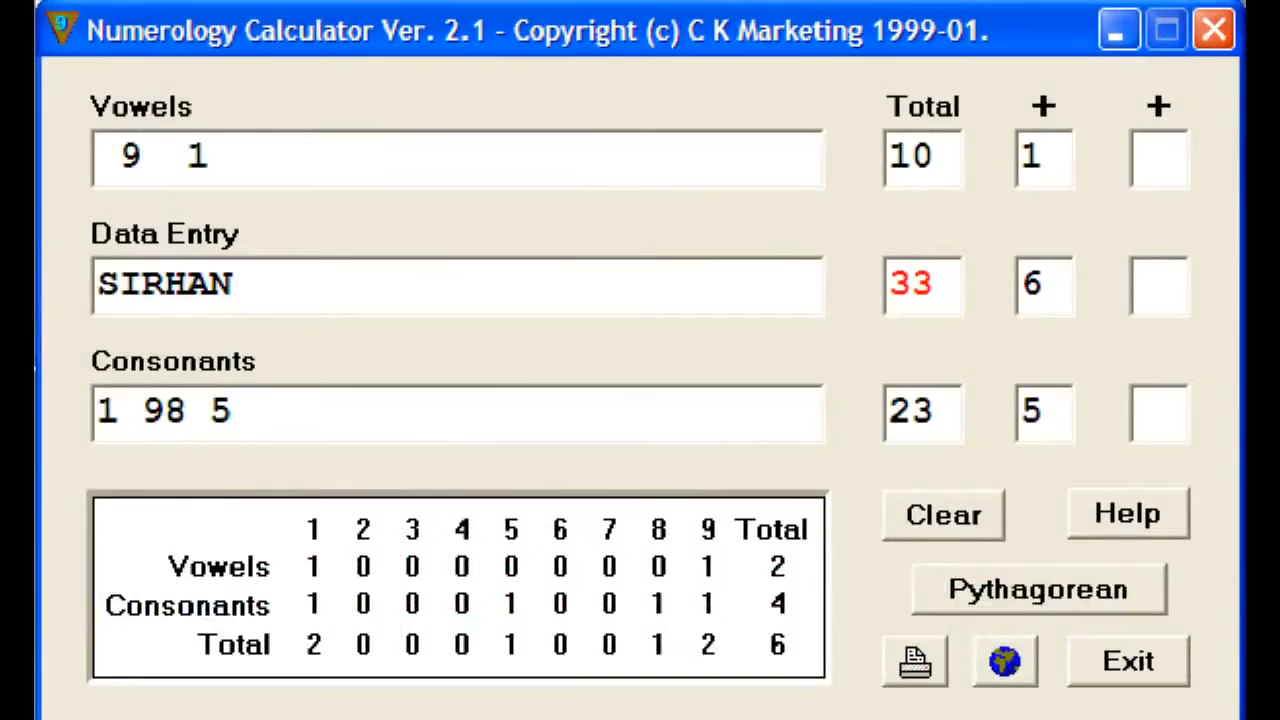 Numerology Calculator Ver. 2.1 - Copyright (c) C K Marketing 1999-01.
Vowels Total + +
9 1 10 1
Data Entry
SIRHAN 33 6
Consonants
1 98 5 23 5
1 2 3 4 5 6 7 8 9 Total
Vowels 1 0 0 0 0 0 0 0 1 2
Consonants 1 0 0 0 1 0 0 1 1 4
Total 2 0 0 0 1 0 0 1 2 6
Clear Help
Pythagorean
Exit